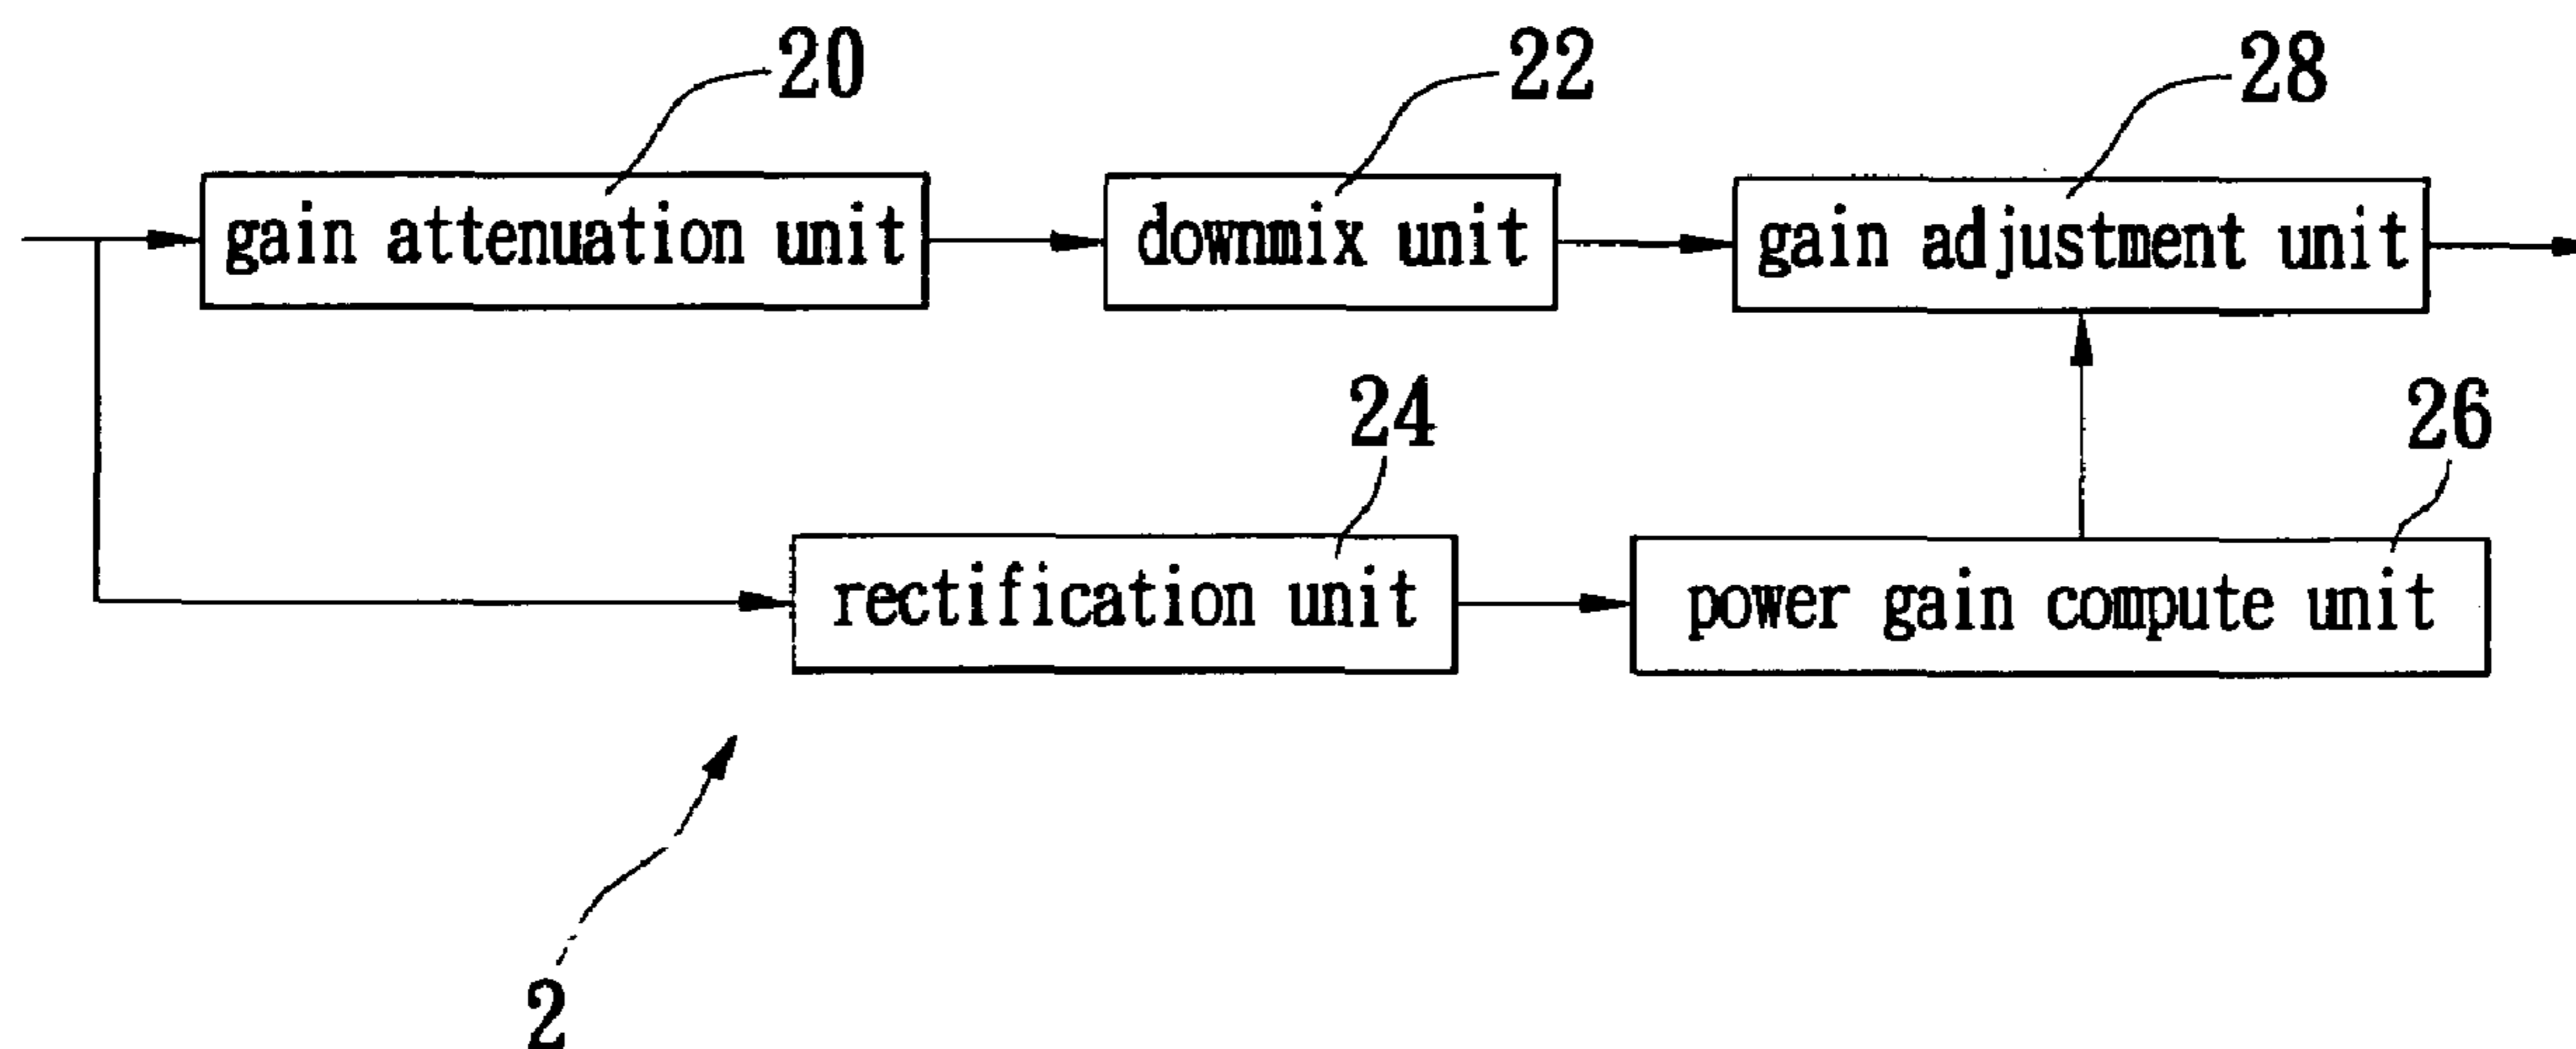 20
22
28
gain attenuation unit
downmix unit
gain adjustment unit
24
26
rectification unit
power gain compute unit
2